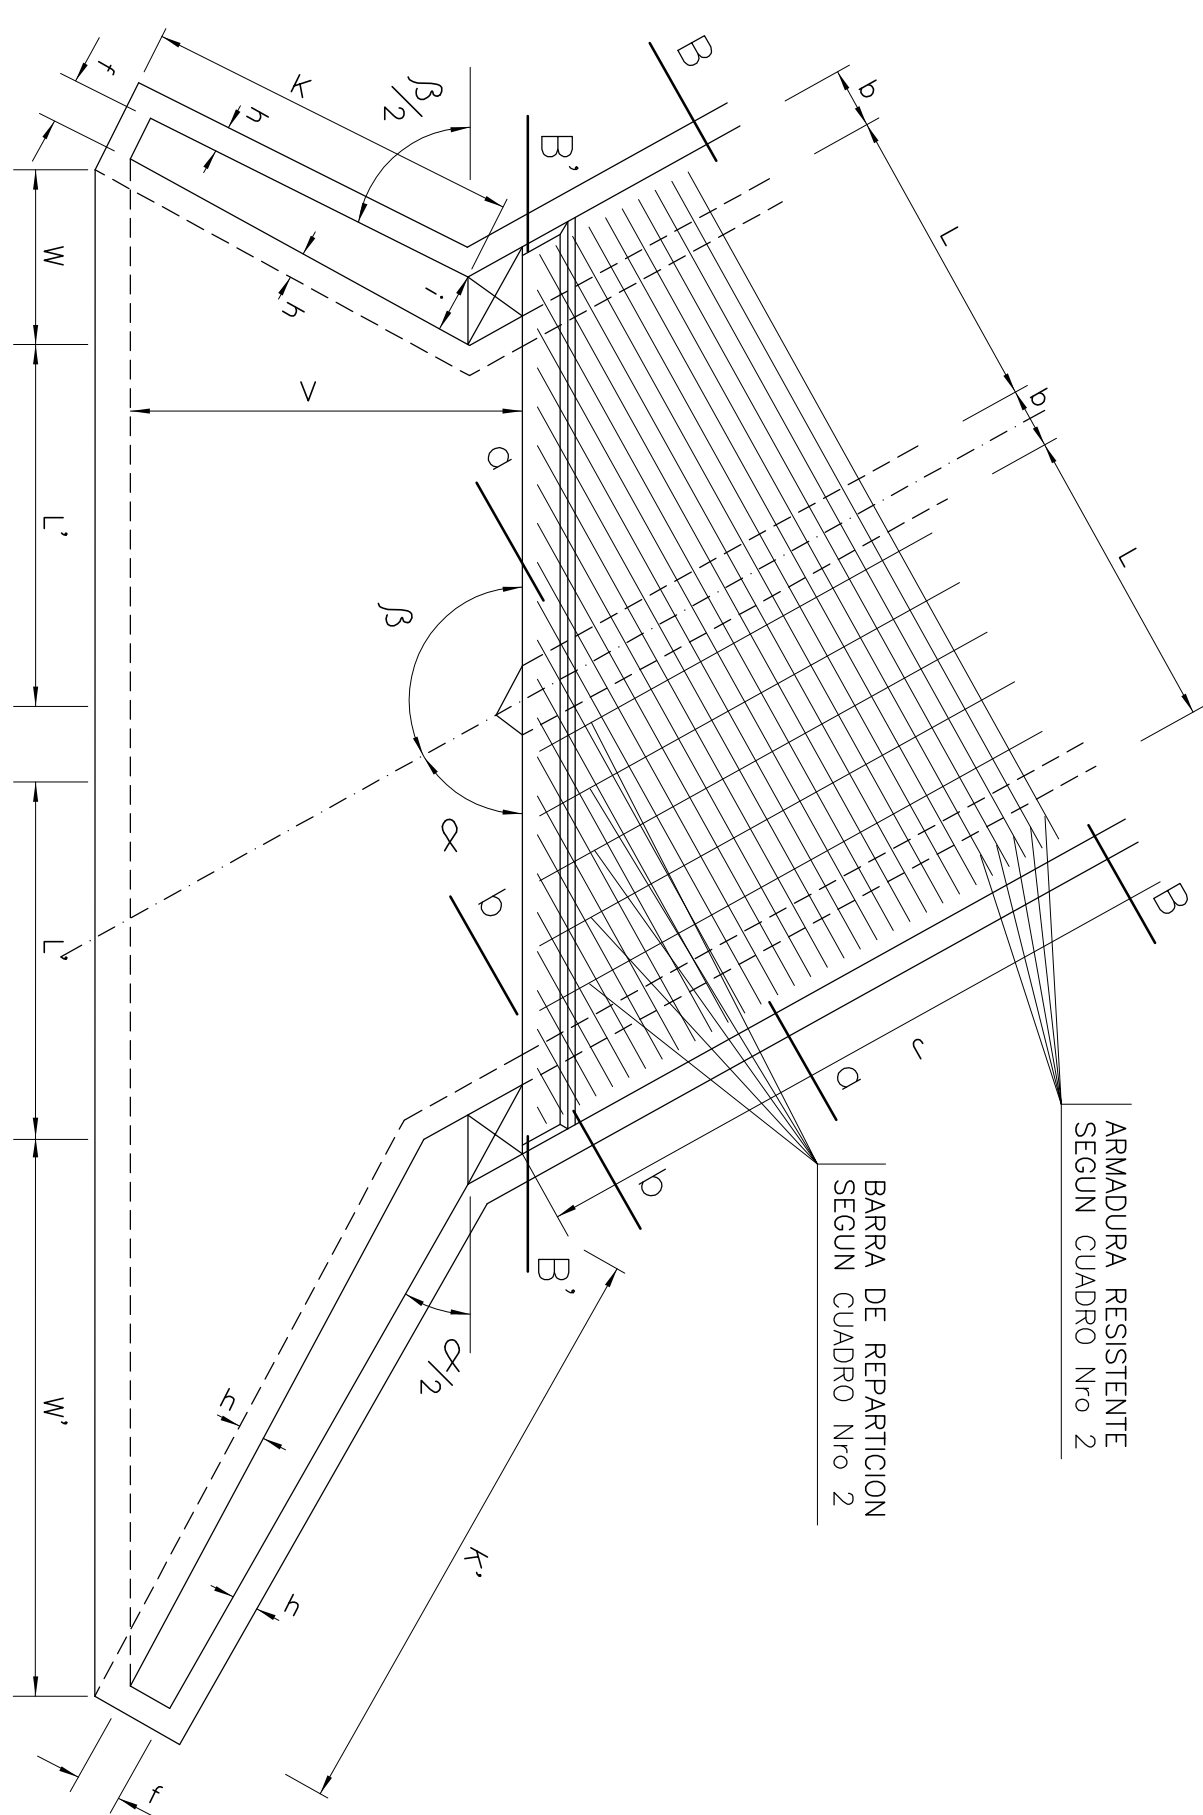 B
b
L
b
L
B
f
K
h
β/2
B'
W
i
h
V
a
L'
β
α
b
L'
r
a
b
ARMADURA RESISTENTE
SEGUN CUADRO Nro 2
BARRA DE REPARTICION
SEGUN CUADRO Nro 2
B'
α/2
W'
h
K'
h
f